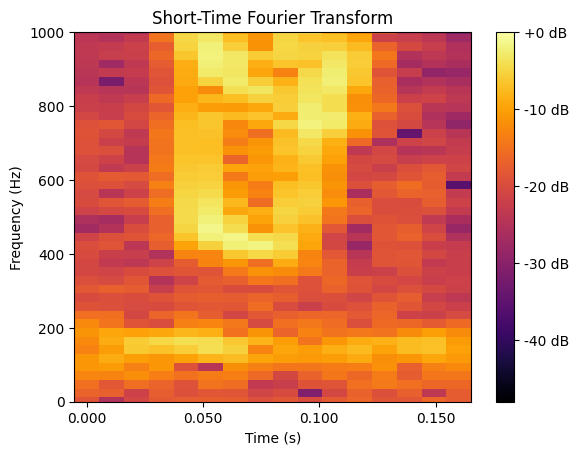 Short-Time Fourier Transform
1000
800
600
400
200
0
Frequency (Hz)
0.000
0.050
0.100
0.150
Time (s)
+0 dB
-10 dB
-20 dB
-30 dB
-40 dB